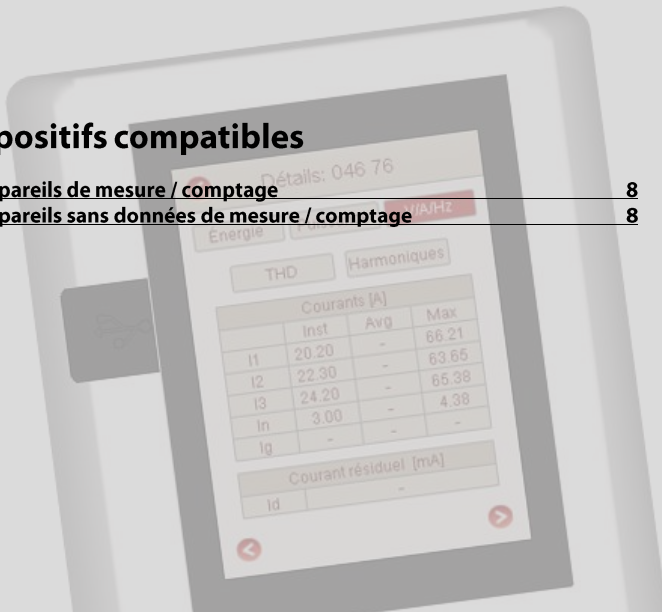 positifs compatibles
pareils de mesure / comptage 8
pareils sans données de mesure / comptage 8
Détails: 046 76
Énergie V/A/Hz
THD Harmoniques
Courants [A]
Inst Avg Max
I1 20.20 - 66.21
I2 22.30 - 63.65
I3 24.20 - 65.38
In 3.00 - 4.38
Ig - - -
Courant résiduel [mA]
Id -